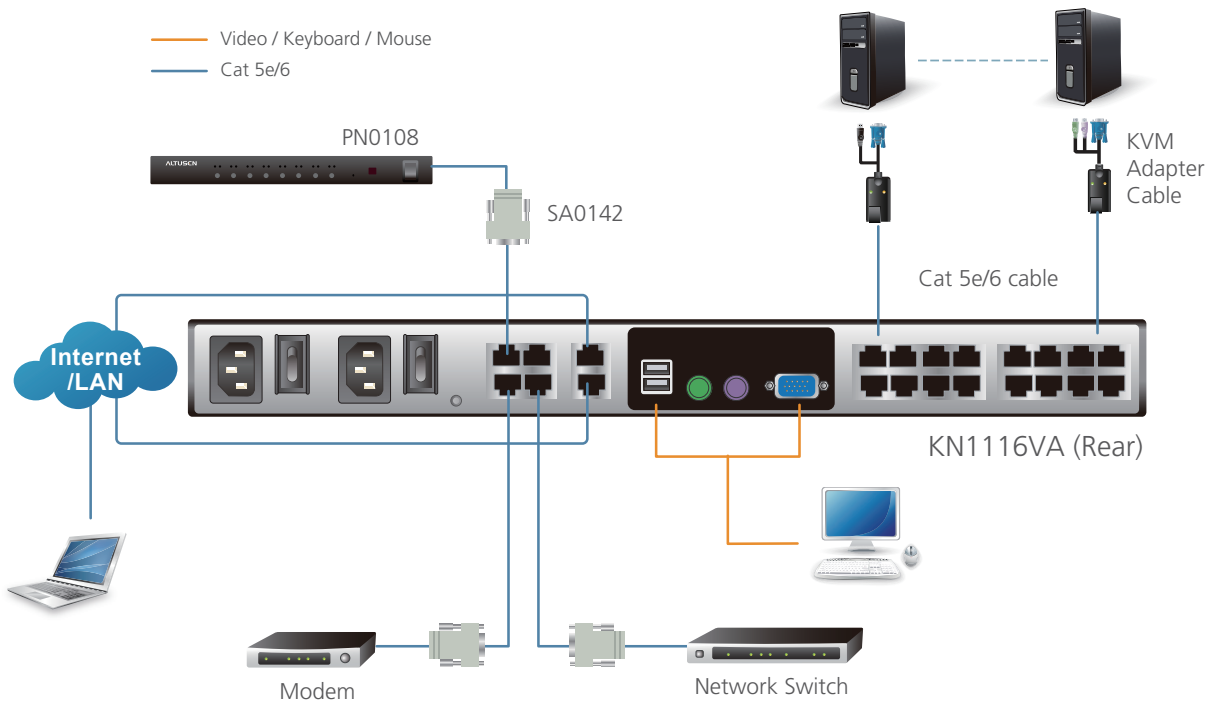 Video / Keyboard / Mouse
Cat 5e/6
PN0108
ALTUSEN
SA0142
KVM
Adapter
Cable
Cat 5e/6 cable
Internet
/LAN
KN1116VA (Rear)
Modem
Network Switch